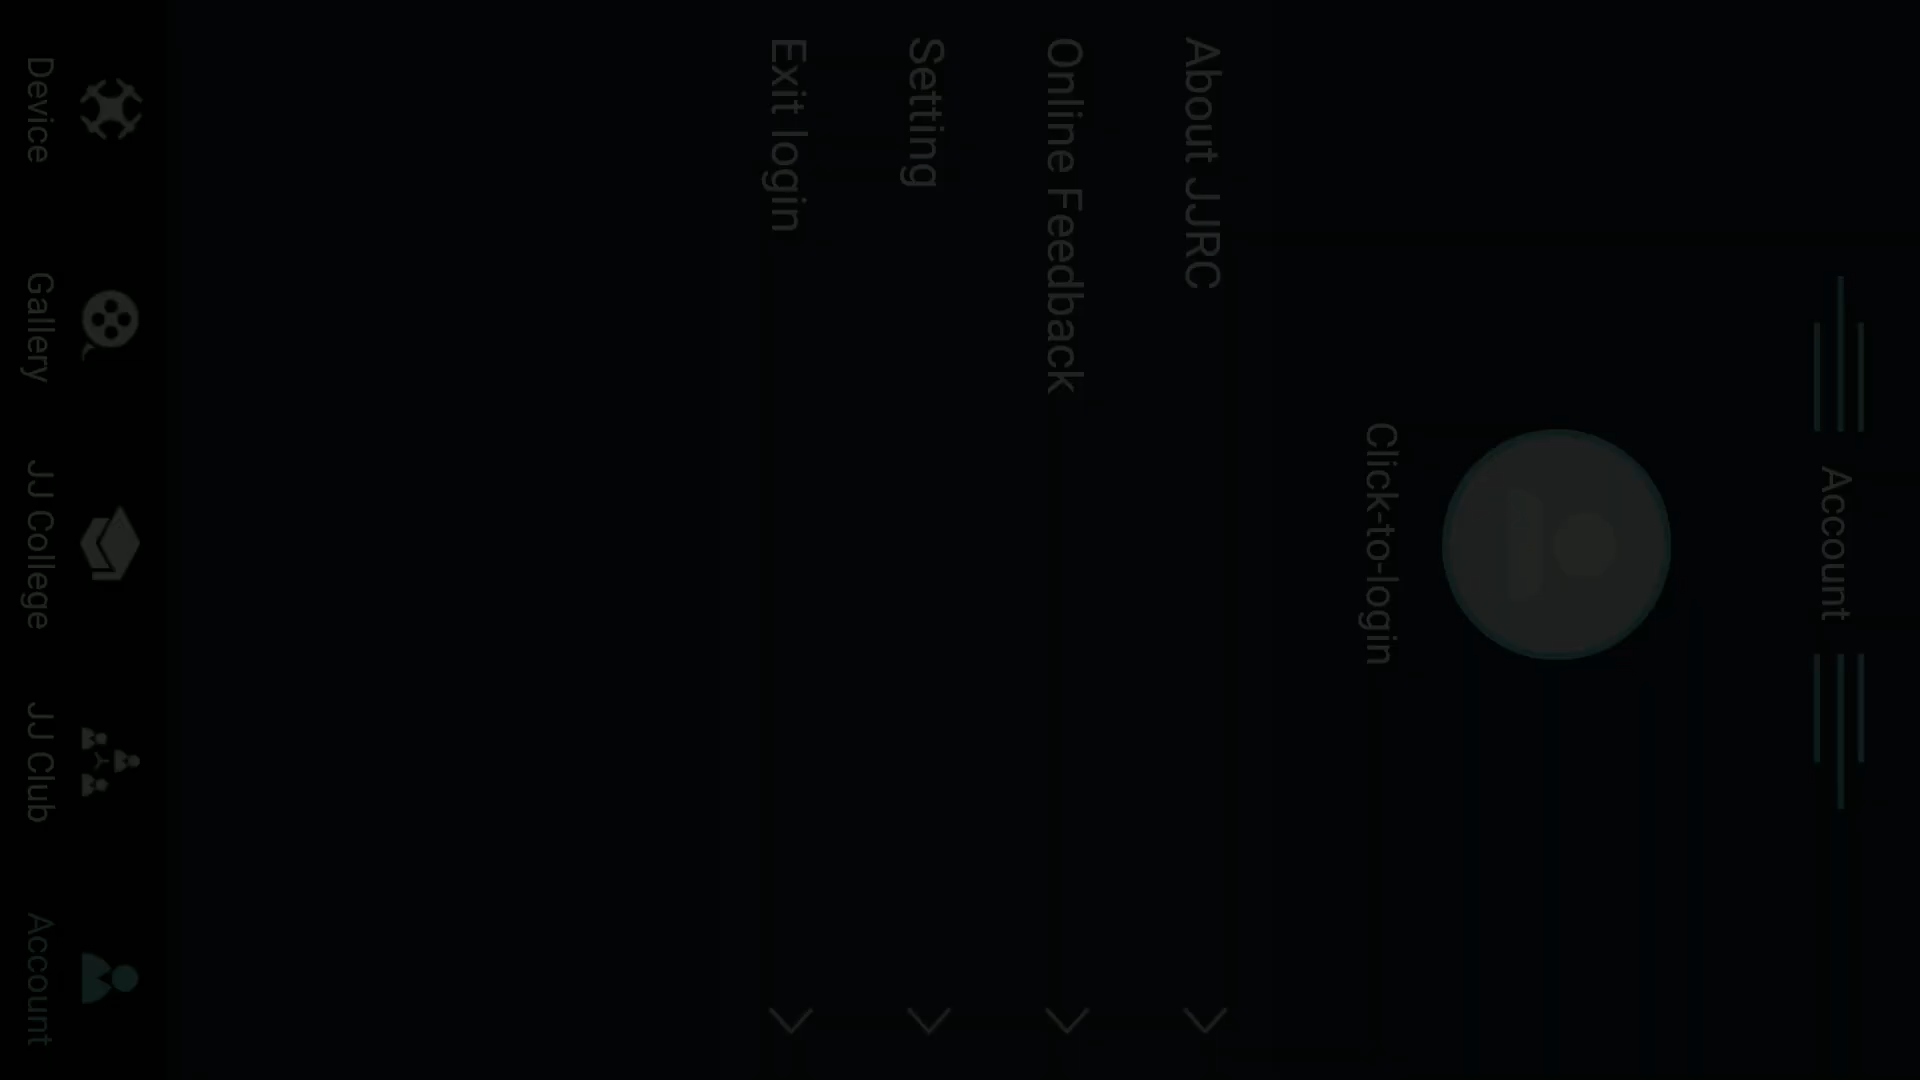 Account
Click-to-login
About JJRC
Online Feedback
Setting
Exit login
Device
Gallery
JJ College
JJ Club
Account